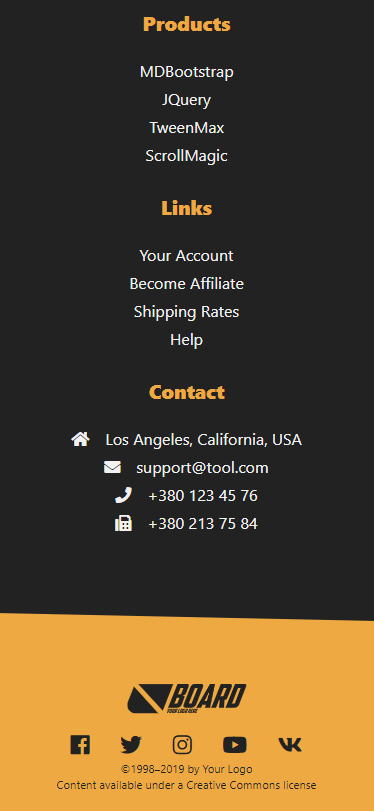 Products
MDBootstrap
JQuery
TweenMax
ScrollMagic
Links
Your Account
Become Affiliate
Shipping Rates
Help
Contact
Los Angeles, California, USA
support@tool.com
+380 123 45 76
+380 213 75 84
BOARD
YOUR LOGO HERE
©1998–2019 by Your Logo
Content available under a Creative Commons license